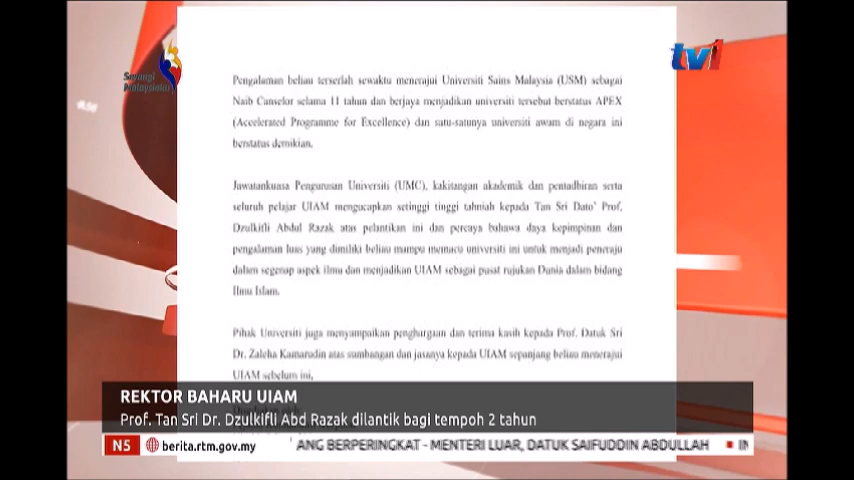 Sayangi
Malaysiaku
tv1
Pengalaman beliau terserlah sewaktu menerajui Universiti Sains Malaysia (USM) sebagai
Naib Canselor selama 11 tahun dan berjaya menjadikan universiti tersebut berstatus APEX
(Accelerated Programme for Excellence) dan satu-satunya universiti awam di negara ini
berstatus demikian.
Jawatankuasa Pengurusan Universiti (UMC), kakitangan akademik dan pentadbiran serta
seluruh pelajar UIAM mengucapkan setinggi tinggi tahniah kepada Tan Sri Dato' Prof.
Dzulkifli Abdul Razak atas pelantikan ini dan percaya bahawa daya kepimpinan dan
pengalaman luas yang dimiliki beliau mampu memacu universiti ini untuk menjadi peneraju
dalam segenap aspek ilmu dan menjadikan UIAM sebagai pusat rujukan Dunia dalam bidang
Ilmu Islam.
Pihak Universiti juga menyampaikan penghargaan dan terima kasih kepada Prof. Datuk Sri
Dr. Zaleha Kamarudin atas sumbangan dan jasanya kepada UIAM sepanjang beliau menerajui
UIAM sebelum ini.
REKTOR BAHARU UIAM
Prof. Tan Sri Dr. Dzulkifli Abd Razak dilantik bagi tempoh 2 tahun
N5 berita.rtm.gov.my ANG BERPERINGKAT - MENTERI LUAR, DATUK SAIFUDDIN ABDULLAH